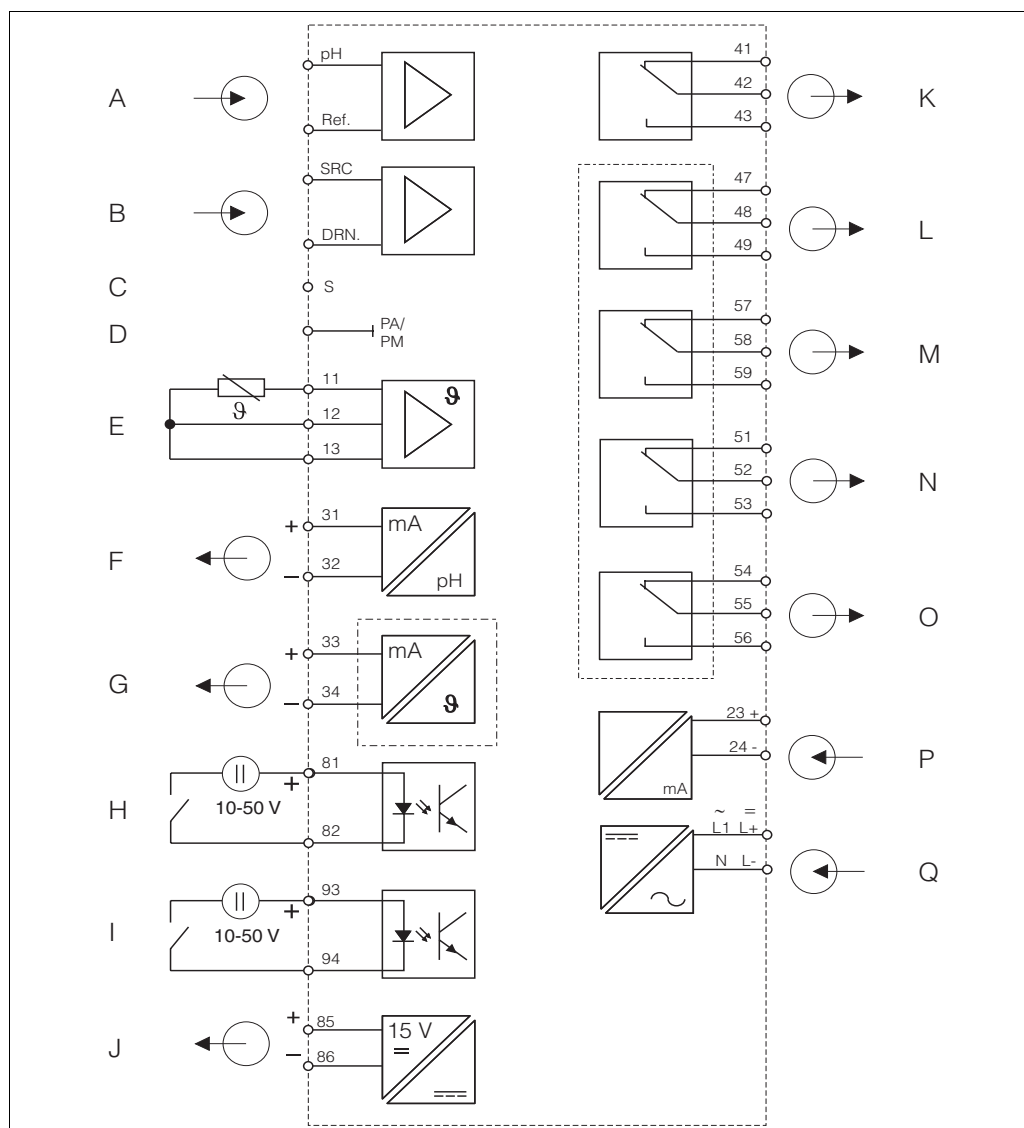 A
pH
Ref.
B
SRC
DRN.
C
S
D
PA/
PM
E
ϑ
11
12
13
ϑ
F
+ 31
− 32
mA
pH
G
+ 33
− 34
mA
ϑ
H
10-50 V
+
81
82
I
10-50 V
+
93
94
J
+ 85
− 86
15 V
=
41
42
43
K
47
48
49
L
57
58
59
M
51
52
53
N
54
55
56
O
23 +
24 -
mA
P
~ =
L1 L+
N L-
Q